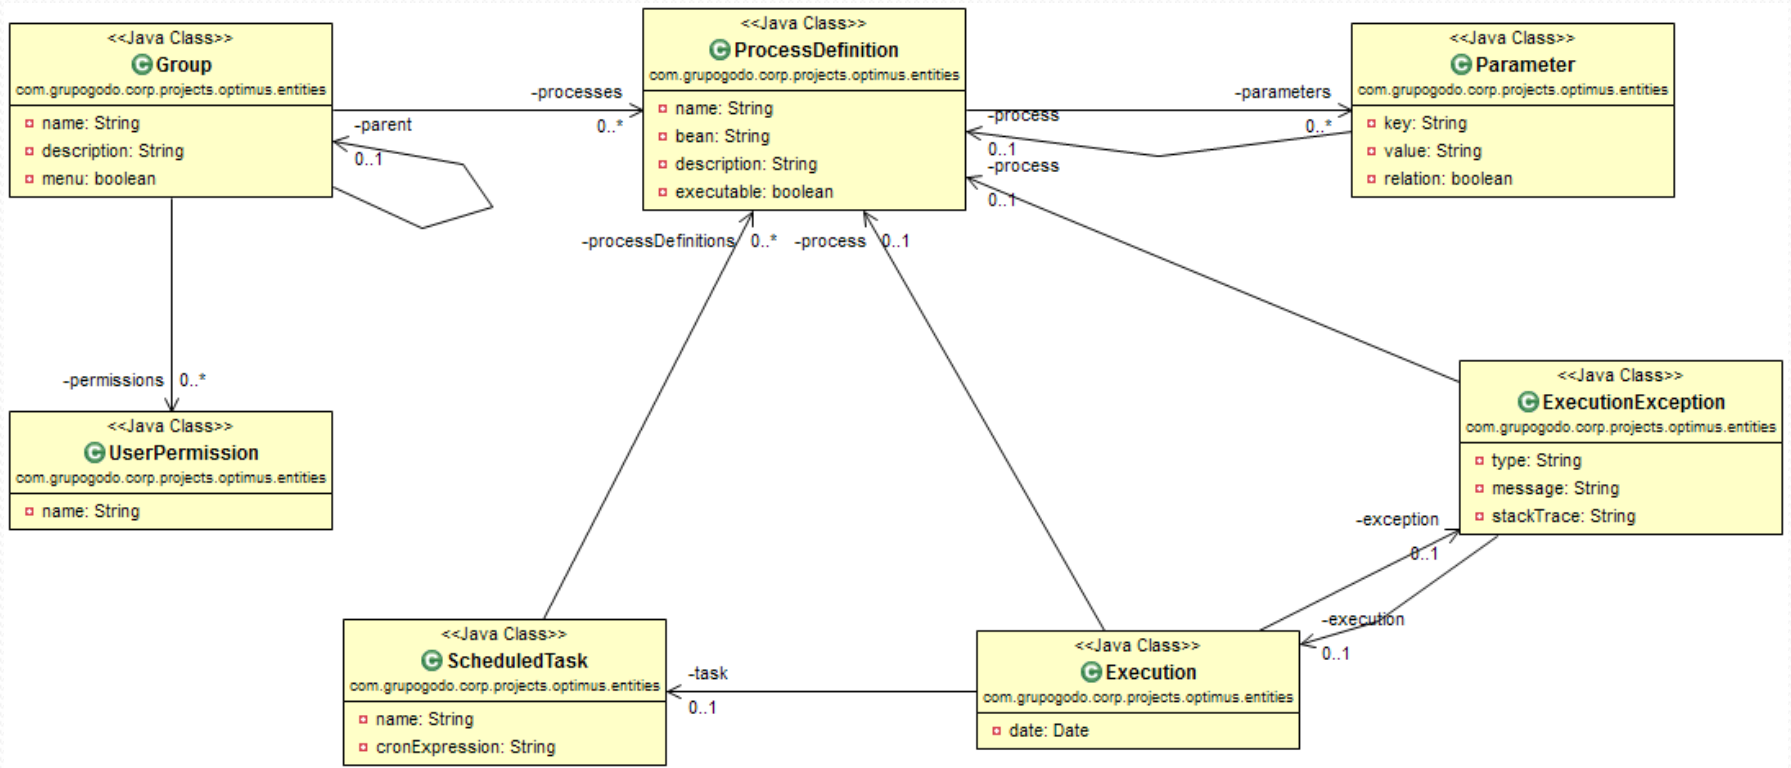 <<Java Class>>
Group
com.grupogodo.corp.projects.optimus.entities
name: String
description: String
menu: boolean
-processes
0..*
-parent
0..1
<<Java Class>>
ProcessDefinition
com.grupogodo.corp.projects.optimus.entities
name: String
bean: String
description: String
executable: boolean
-parameters
0..*
-process
0..1
-process
0..1
<<Java Class>>
Parameter
com.grupogodo.corp.projects.optimus.entities
key: String
value: String
relation: boolean
-processDefinitions 0..*
-process 0..1
-permissions 0..*
<<Java Class>>
UserPermission
com.grupogodo.corp.projects.optimus.entities
name: String
<<Java Class>>
ExecutionException
com.grupogodo.corp.projects.optimus.entities
type: String
message: String
stackTrace: String
-exception
0..1
-execution
0..1
<<Java Class>>
ScheduledTask
com.grupogodo.corp.projects.optimus.entities
name: String
cronExpression: String
-task
0..1
<<Java Class>>
Execution
com.grupogodo.corp.projects.optimus.entities
date: Date